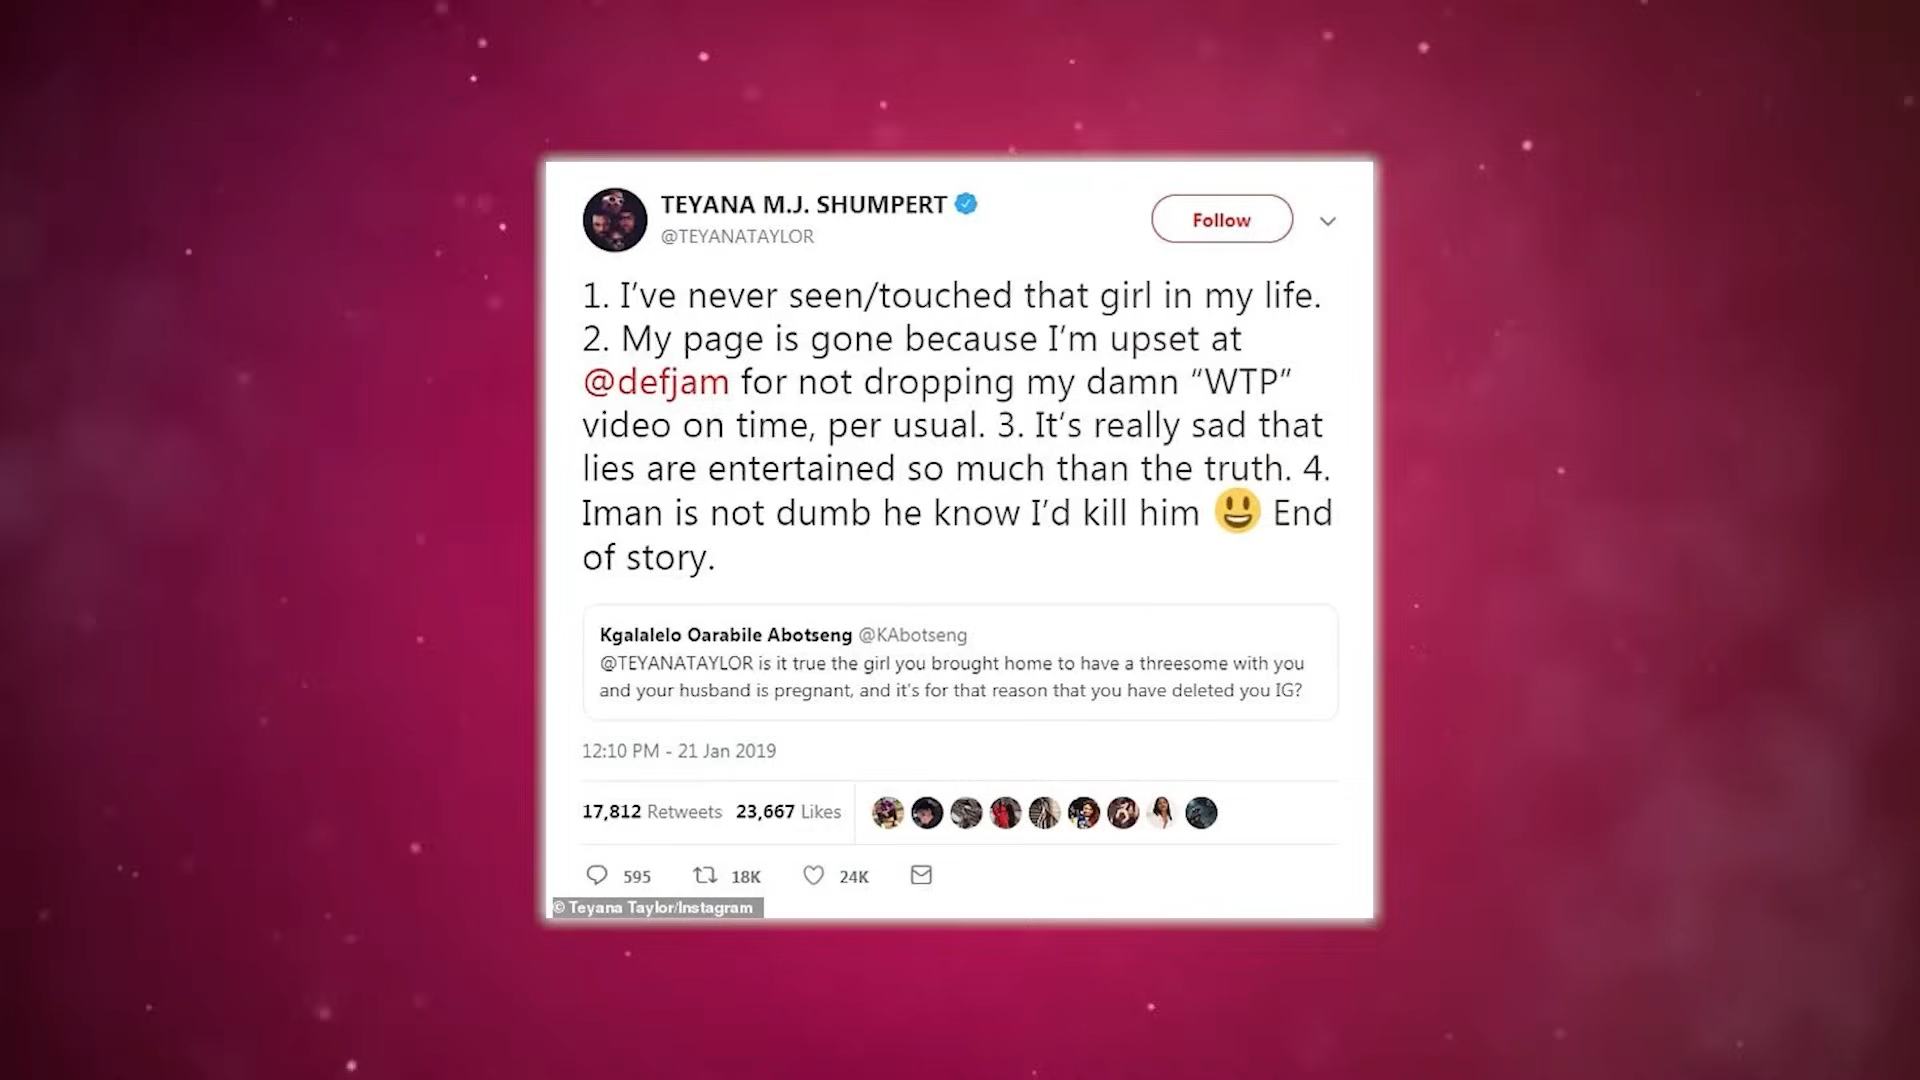 TEYANA M.J. SHUMPERT
@TEYANATAYLOR
Follow
1. I’ve never seen/touched that girl in my life.
2. My page is gone because I’m upset at
@defjam for not dropping my damn “WTP”
video on time, per usual. 3. It’s really sad that
lies are entertained so much than the truth. 4.
Iman is not dumb he know I’d kill him 😃 End
of story.
Kgalalelo Oarabile Abotseng @KAbotseng
@TEYANATAYLOR is it true the girl you brought home to have a threesome with you
and your husband is pregnant, and it's for that reason that you have deleted you IG?
12:10 PM - 21 Jan 2019
17,812 Retweets 23,667 Likes
595 18K 24K
© Teyana Taylor/Instagram